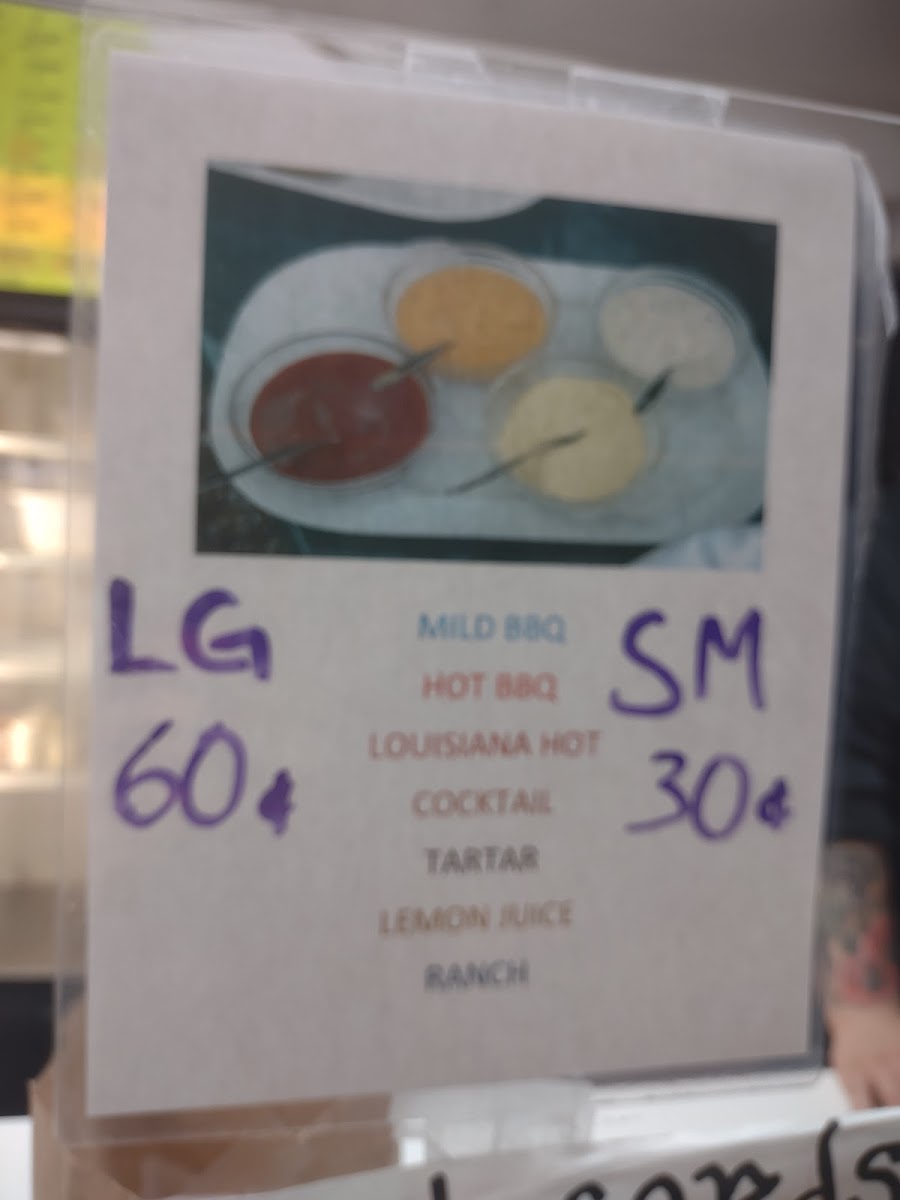 LG
60¢
MILD BBQ
HOT BBQ
LOUISIANA HOT
COCKTAIL
TARTAR
LEMON JUICE
RANCH
SM
30¢